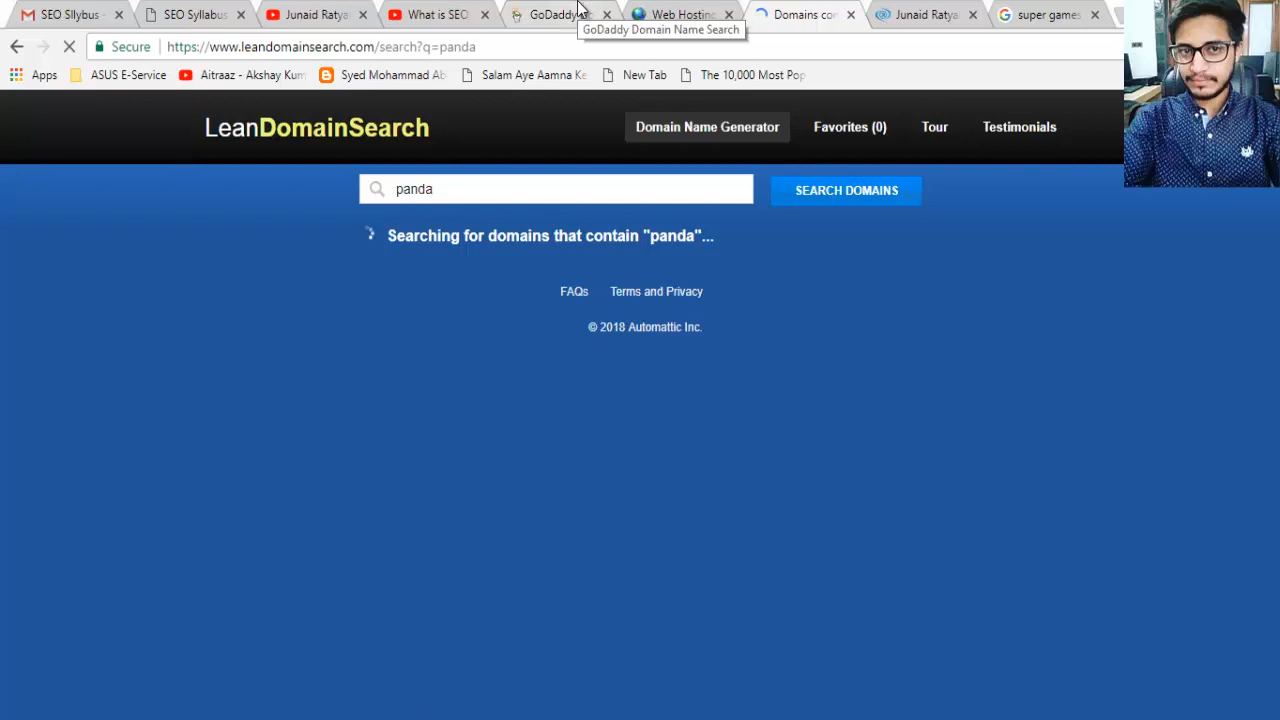 SEO Sllybus
SEO Syllabus
Junaid Ratya
What is SEO
GoDaddy
Web Hosting
Domains con
Junaid Ratya
super games
GoDaddy Domain Name Search
Secure
https://www.leandomainsearch.com/search?q=panda
Apps
ASUS E-Service
Aitraaz - Akshay Kum
Syed Mohammad Ab
Salam Aye Aamna Ke
New Tab
The 10,000 Most Pop
LeanDomainSearch
Domain Name Generator
Favorites (0)
Tour
Testimonials
panda
SEARCH DOMAINS
Searching for domains that contain "panda"...
FAQs
Terms and Privacy
© 2018 Automattic Inc.